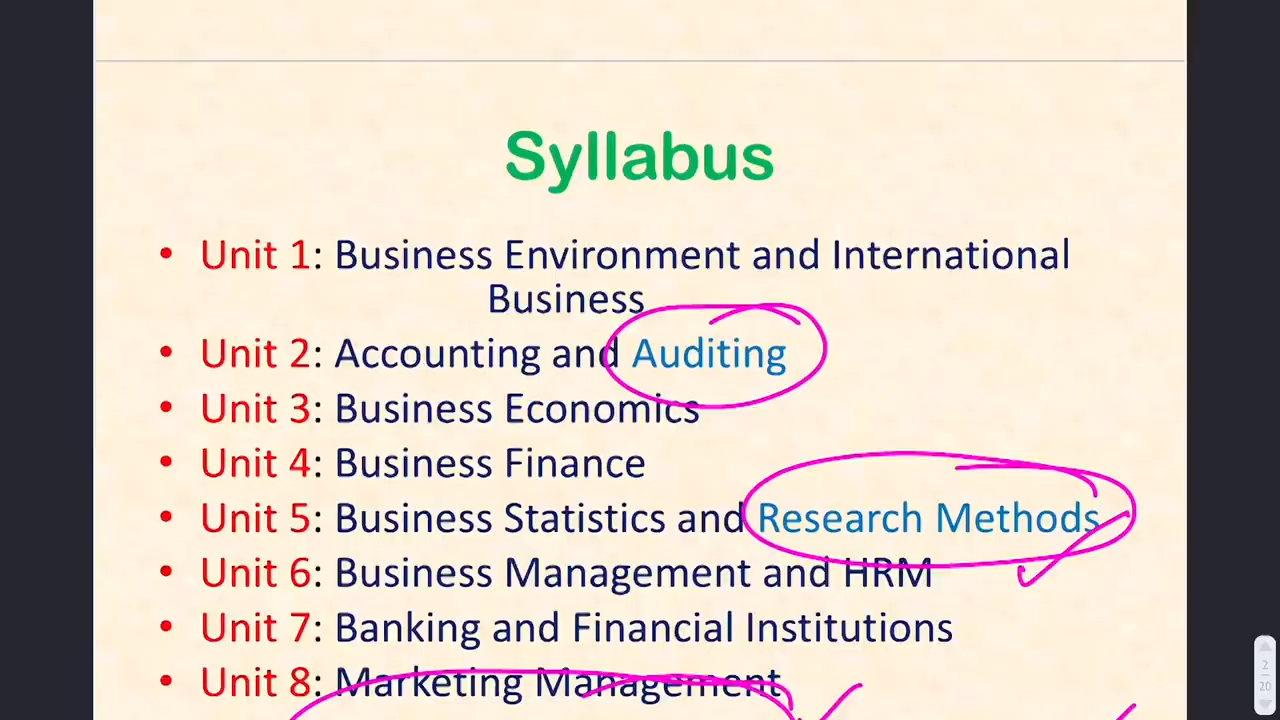 Syllabus
• Unit 1: Business Environment and International
Business
• Unit 2: Accounting and Auditing
• Unit 3: Business Economics
• Unit 4: Business Finance
• Unit 5: Business Statistics and Research Methods
• Unit 6: Business Management and HRM
• Unit 7: Banking and Financial Institutions
• Unit 8: Marketing Management
2
20